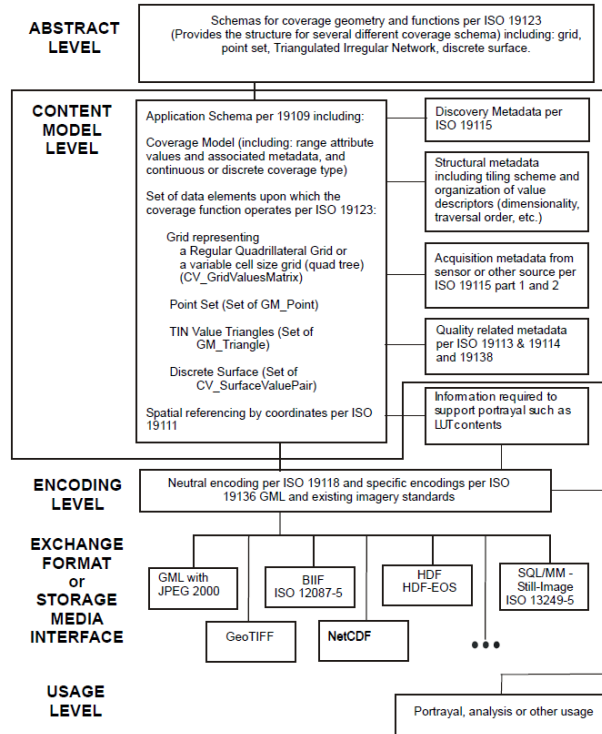 ABSTRACT
LEVEL
Schemas for coverage geometry and functions per ISO 19123
(Provides the structure for several different coverage schema) including: grid,
point set, Triangulated Irregular Network, discrete surface.
CONTENT
MODEL
LEVEL
Application Schema per 19109 including:
Coverage Model (including: range attribute
values and associated metadata, and
continuous or discrete coverage type)
Set of data elements upon which the
coverage function operates per ISO 19123:
Grid representing
a Regular Quadrillateral Grid or
a variable cell size grid (quad tree)
(CV_GridValuesMatrix)
Point Set (Set of GM_Point)
TIN Value Triangles (Set of
GM_Triangle)
Discrete Surface (Set of
CV_SurfaceValuePair)
Spatial referencing by coordinates per ISO
19111
Discovery Metadata per
ISO 19115
Structural metadata
including tiling scheme and
organization of value
descriptors (dimensionality,
traversal order, etc.)
Acquisition metadata from
sensor or other source per
ISO 19115 part 1 and 2
Quality related metadata
per ISO 19113 & 19114
and 19138
Information required to
support portrayal such as
LUT contents
ENCODING
LEVEL
Neutral encoding per ISO 19118 and specific encodings per ISO
19136 GML and existing imagery standards
EXCHANGE
FORMAT
or
STORAGE
MEDIA
INTERFACE
GML with
JPEG 2000
BIIF
ISO 12087-5
HDF
HDF-EOS
SQL/MM -
Still-Image
ISO 13249-5
GeoTIFF
NetCDF
•••
USAGE
LEVEL
Portrayal, analysis or other usage